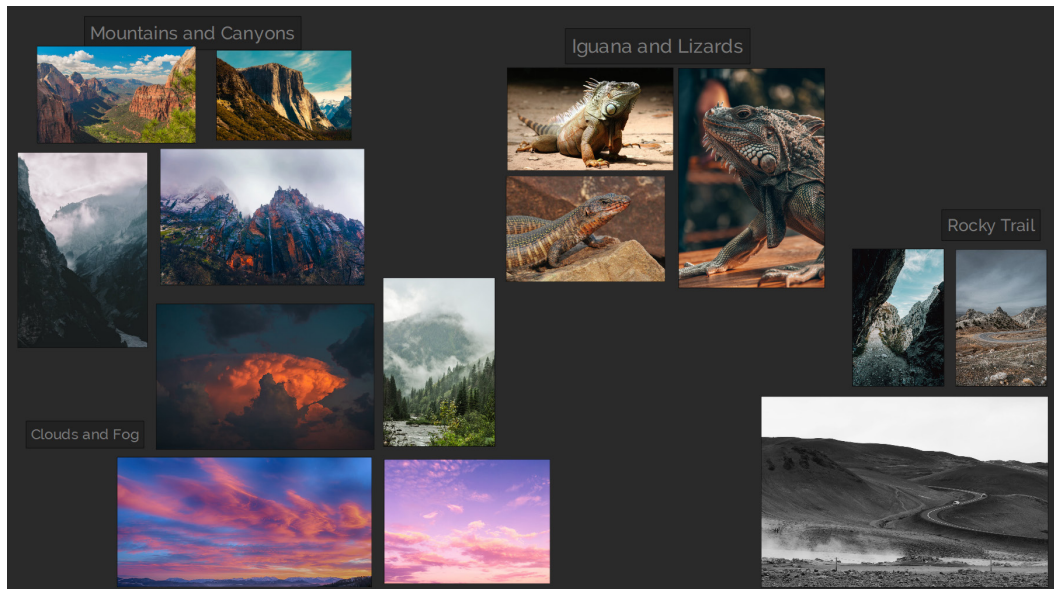 Mountains and Canyons
Iguana and Lizards
Rocky Trail
Clouds and Fog